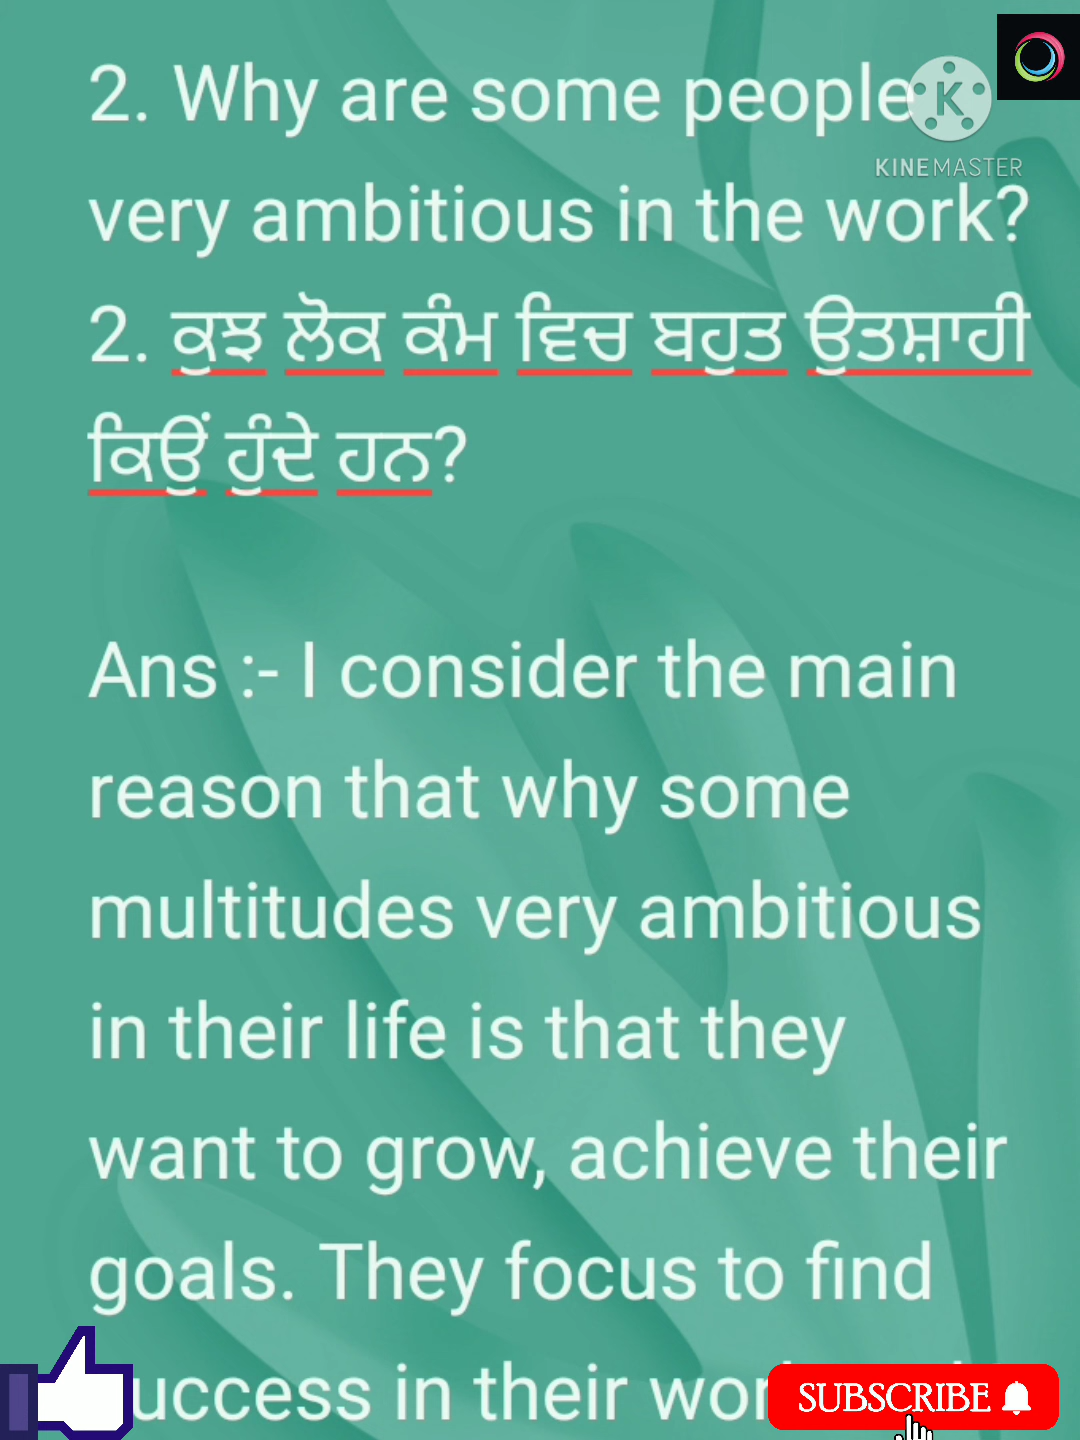 2. Why are some people
KINEMASTER
very ambitious in the work?
2. ਕੁਝ ਲੋਕ ਕੰਮ ਵਿਚ ਬਹੁਤ ਉਤਸ਼ਾਹੀ
ਕਿਉਂ ਹੁੰਦੇ ਹਨ?
Ans :- I consider the main
reason that why some
multitudes very ambitious
in their life is that they
want to grow, achieve their
goals. They focus to find
uccess in their wor
SUBSCRIBE